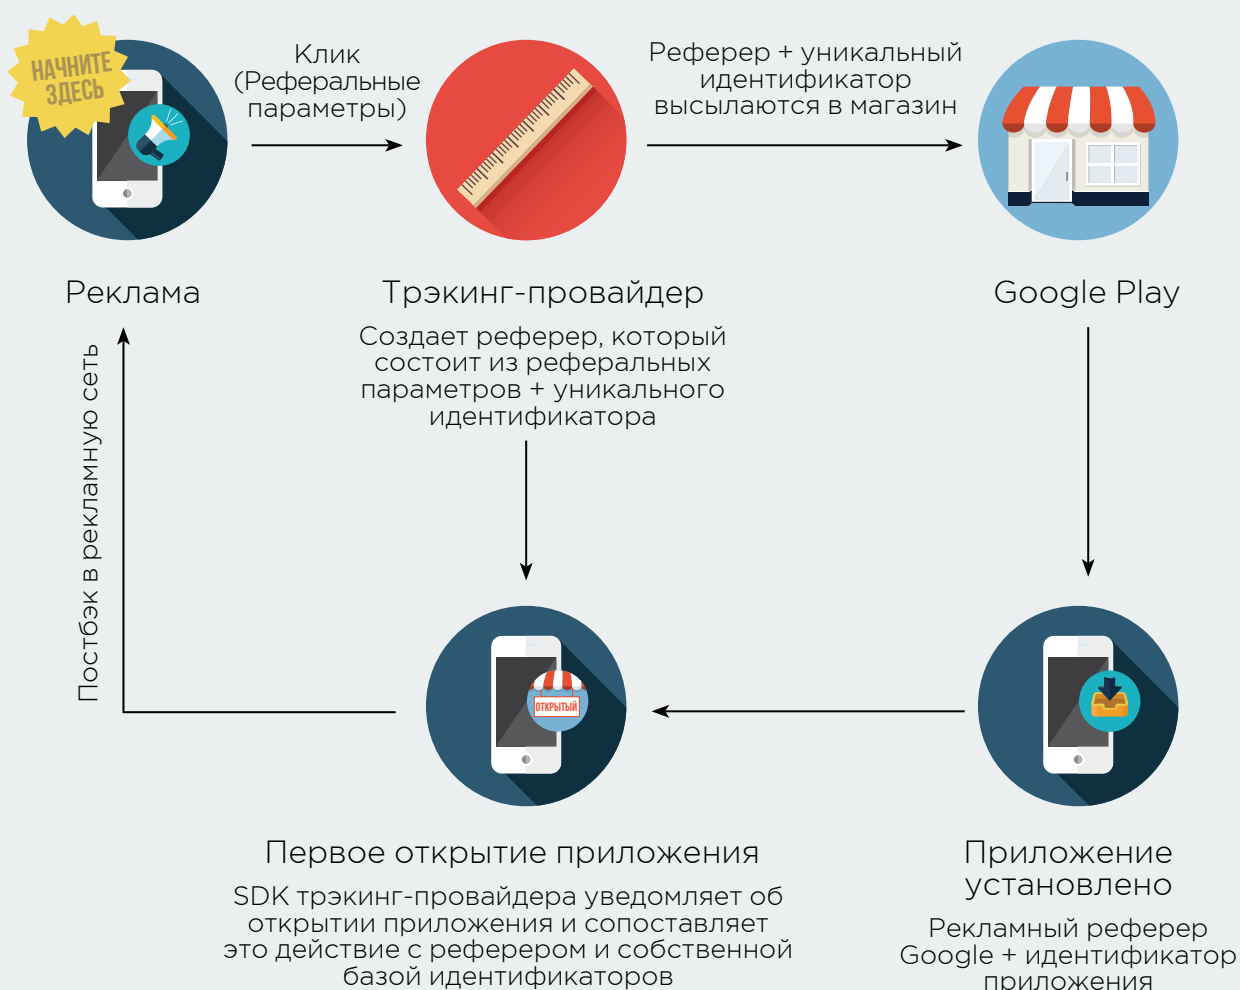 НАЧНИТЕ
ЗДЕСЬ
Клик
(Реферальные
параметры)
Реферер + уникальный
идентификатор
высылаются в магазин
Реклама
Трэкинг-провайдер
Создает реферер, который
состоит из реферальных
параметров + уникального
идентификатора
Google Play
Постбэк в рекламную сеть
ОТКРЫТЫЙ
Первое открытие приложения
SDK трэкинг-провайдера уведомляет об
открытии приложения и сопоставляет
это действие с реферером и собственной
базой идентификаторов
Приложение
установлено
Рекламный реферер
Google + идентификатор
приложения